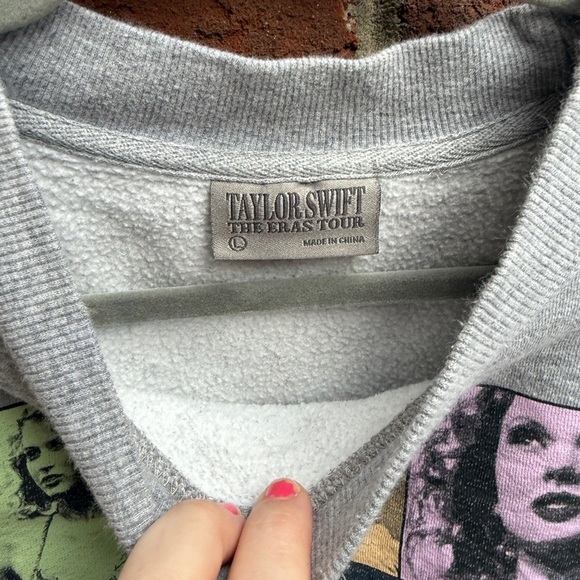 TAYLOR SWIFT
THE ERAS TOUR
L MADE IN CHINA